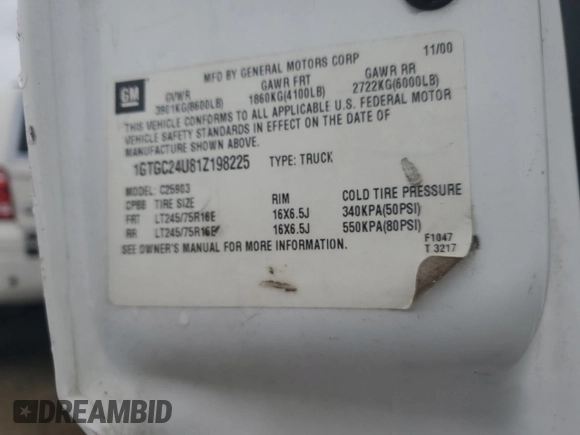 GM
MFD BY GENERAL MOTORS CORP 11/00
GVWR GAWR FRT GAWR RR
3901KG(8600LB) 1860KG(4100LB) 2722KG(6000LB)
THIS VEHICLE CONFORMS TO ALL APPLICABLE U.S. FEDERAL MOTOR
VEHICLE SAFETY STANDARDS IN EFFECT ON THE DATE OF
MANUFACTURE SHOWN ABOVE.
1GTGC24U81Z198225 TYPE: TRUCK
MODEL: C25903
CPBB TIRE SIZE RIM COLD TIRE PRESSURE
FRT LT245/75R16E 16X6.5J 340KPA(50PSI)
RR LT245/75R16E 16X6.5J 550KPA(80PSI)
SEE OWNER'S MANUAL FOR MORE INFORMATION.
F1047
T 3217
DREAMBID